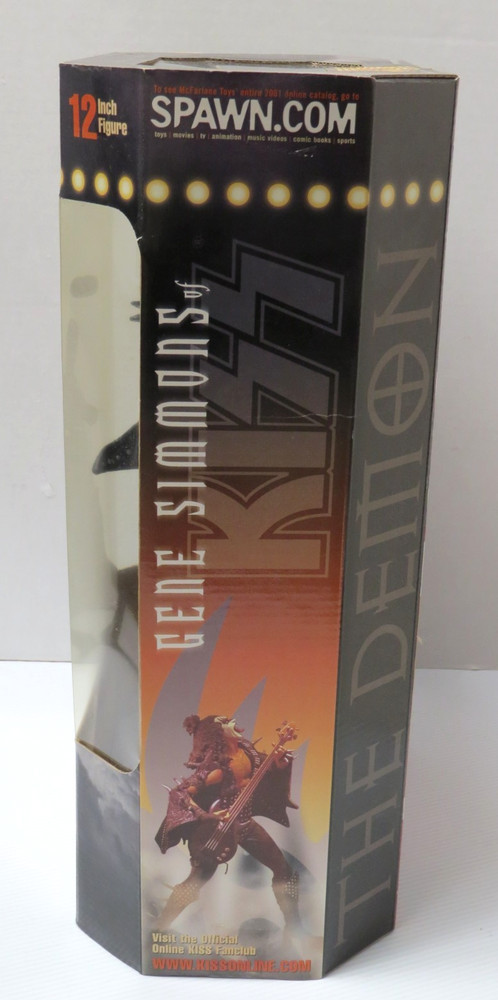 12 Inch
Figure
To see McFarlane Toys' entire 2001 online catalog, go to
SPAWN.COM
toys | movies | tv | animation | music videos | comic books | sports
GENE SIMMONS of
KISS
THE DEMON
Visit the Official
Online KISS Fanclub
WWW.KISSONLINE.COM